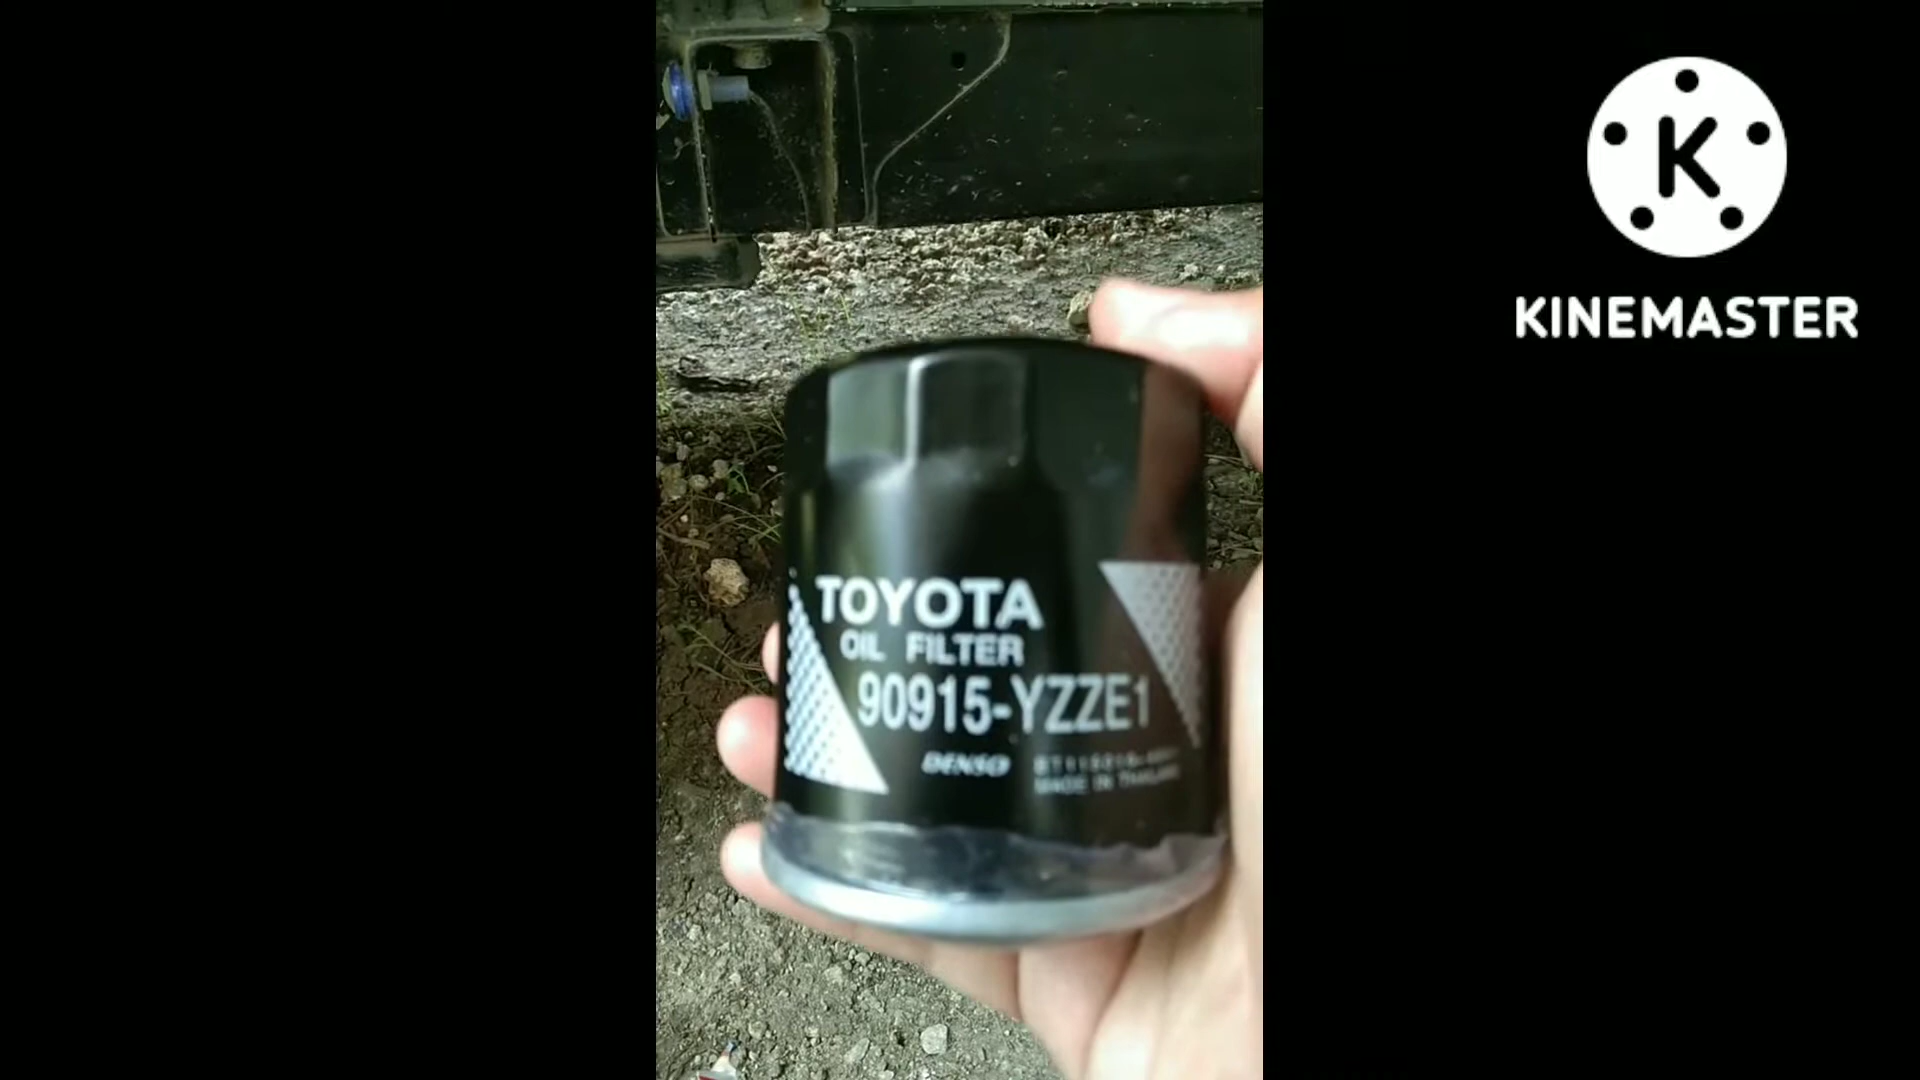 K
KINEMASTER
TOYOTA
OIL FILTER
90915-YZZE1
DENSO
MADE IN THAILAND